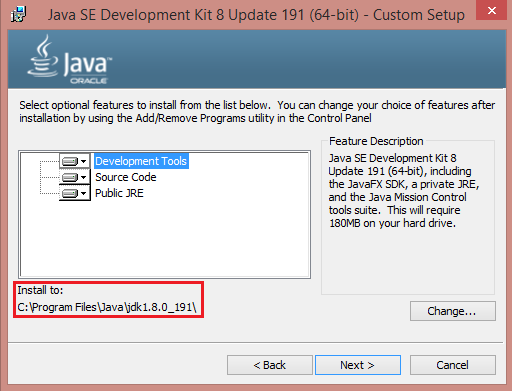 Java SE Development Kit 8 Update 191 (64-bit) - Custom Setup
Java™
ORACLE
Select optional features to install from the list below. You can change your choice of features after
installation by using the Add/Remove Programs utility in the Control Panel
Development Tools
Source Code
Public JRE
Feature Description
Java SE Development Kit 8
Update 191 (64-bit), including
the JavaFX SDK, a private JRE,
and the Java Mission Control
tools suite. This will require
180MB on your hard drive.
Install to:
C:\Program Files\Java\jdk1.8.0_191\
Change...
< Back
Next >
Cancel